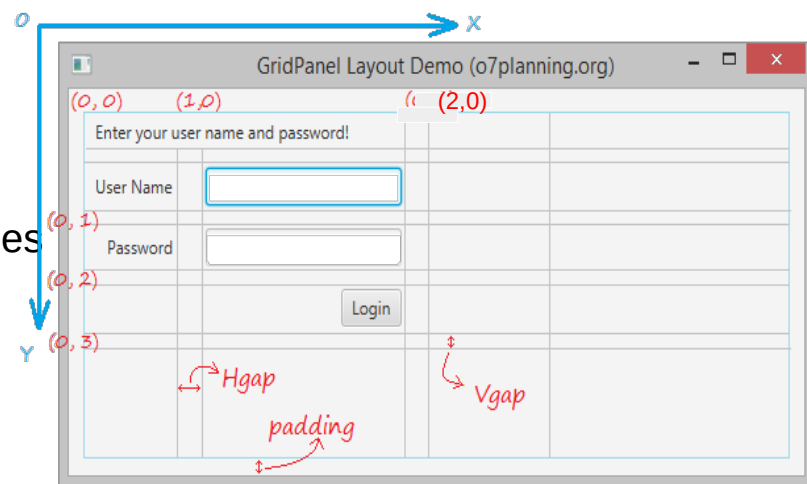 O
X
GridPanel Layout Demo (o7planning.org)
(0, 0) (1,0) (2,0)
Enter your user name and password!
User Name
(0, 1)
es
Password
(0, 2)
Login
Y (0, 3)
Hgap
Vgap
padding